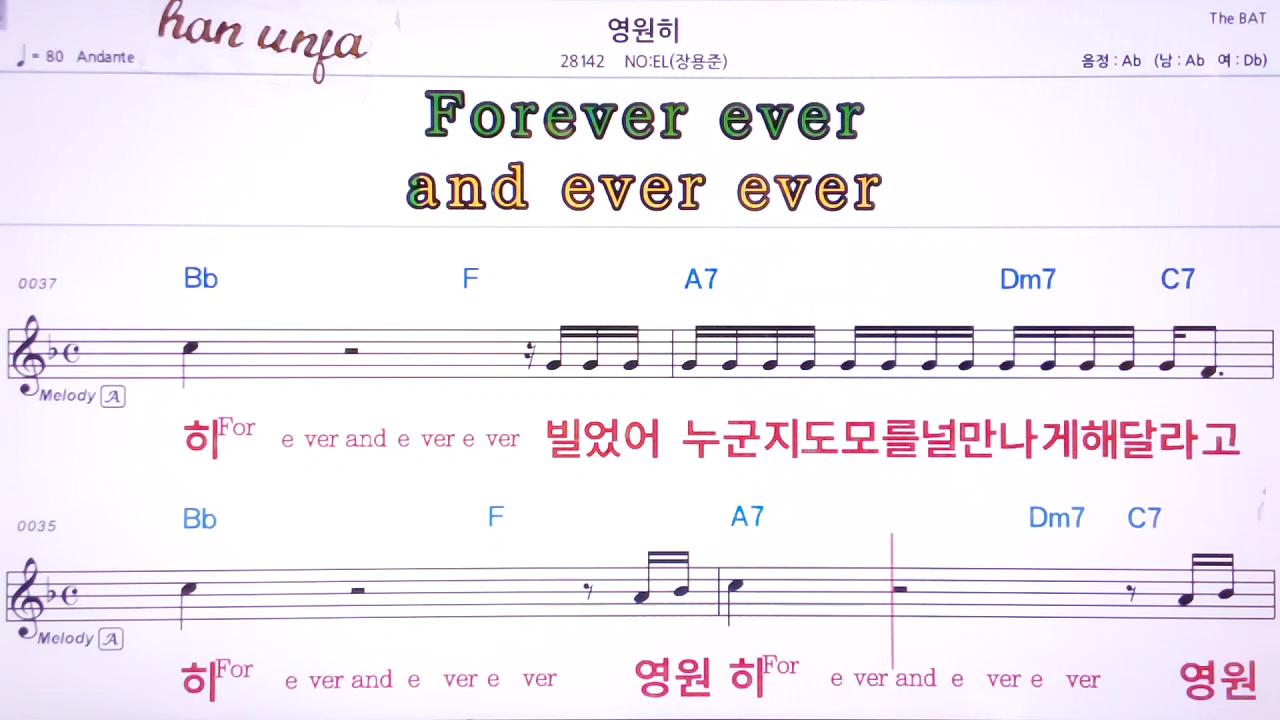 han unfa
영원히
The BAT
= 80 Andante
28142 NO:EL(장용준)
음정 : Ab (남 : Ab 여 : Db)
Forever ever
and ever ever
0037 Bb F A7 Dm7 C7
Melody A
히For e ver and e ver e ver 빌었어 누군지도모를널만나게해달라고
0035 Bb F A7 Dm7 C7
Melody A
히For e ver and e ver e ver 영원 히For e ver and e ver e ver 영원